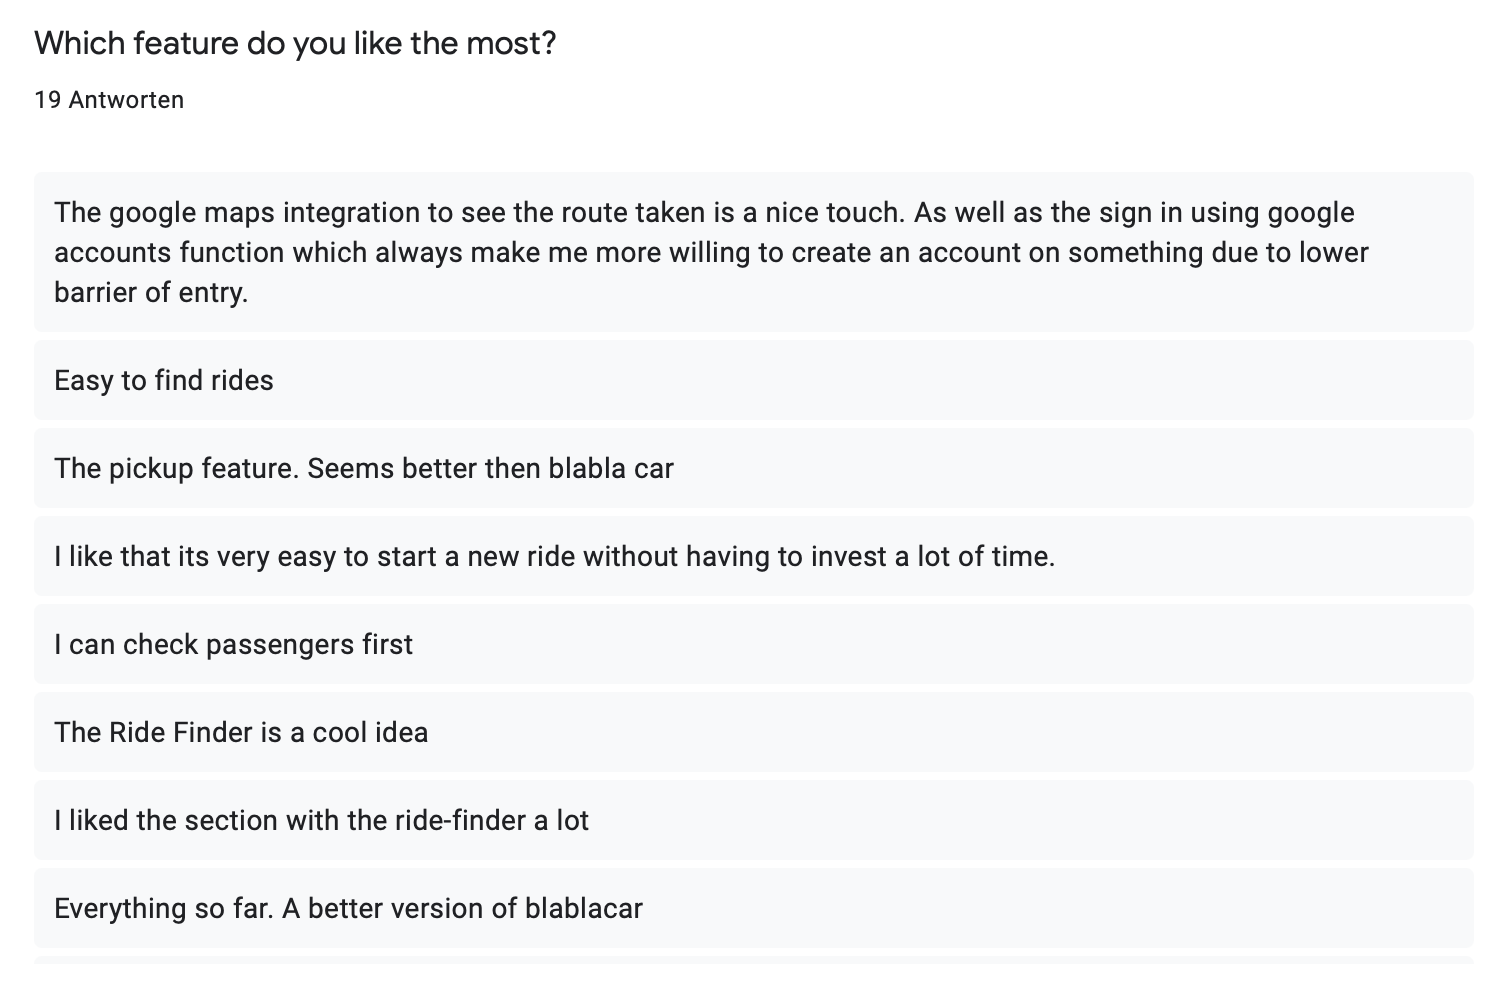 Which feature do you like the most?
19 Antworten
The google maps integration to see the route taken is a nice touch. As well as the sign in using google
accounts function which always make me more willing to create an account on something due to lower
barrier of entry.
Easy to find rides
The pickup feature. Seems better then blabla car
I like that its very easy to start a new ride without having to invest a lot of time.
I can check passengers first
The Ride Finder is a cool idea
I liked the section with the ride-finder a lot
Everything so far. A better version of blablacar